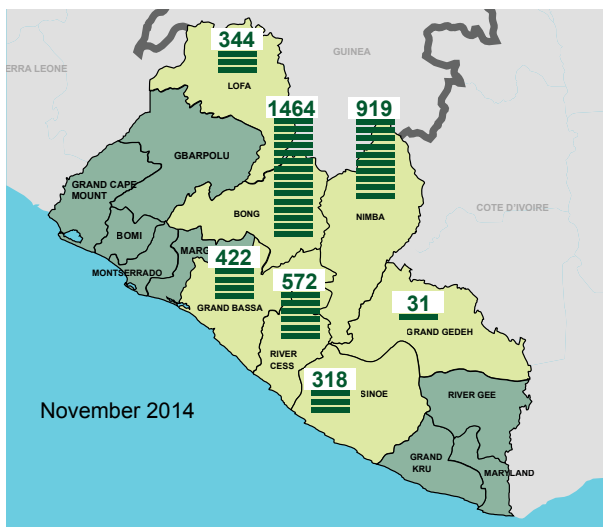 344
GUINEA
ERRA LEONE
LOFA
1464
919
GBARPOLU
GRAND CAPE
MOUNT
COTE D'IVOIRE
BONG
NIMBA
BOMI
MARG
422
MONTSERRADO
572
31
GRAND BASSA
GRAND GEDEH
RIVER
CESS
318
SINOE
RIVER GEE
November 2014
GRAND
KRU
MARYLAND